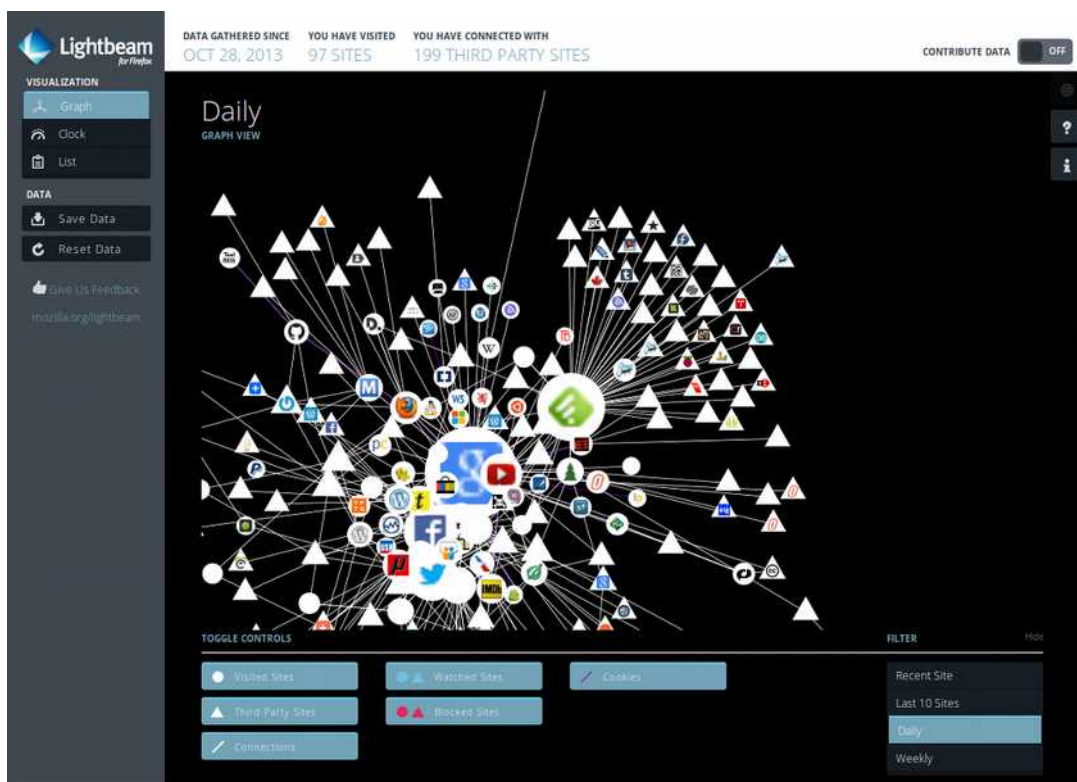 Lightbeam
for Firefox
DATA GATHERED SINCE
OCT 28, 2013
YOU HAVE VISITED
97 SITES
YOU HAVE CONNECTED WITH
199 THIRD PARTY SITES
CONTRIBUTE DATA
OFF
VISUALIZATION
Graph
Clock
List
DATA
Save Data
Reset Data
Give Us Feedback
mozilla.org/lightbeam
Daily
GRAPH VIEW
IMDb
TOGGLE CONTROLS
Visited Sites
Watched Sites
Cookies
Third Party Sites
Blocked Sites
Connections
FILTER
Hide
Recent Site
Last 10 Sites
Daily
Weekly